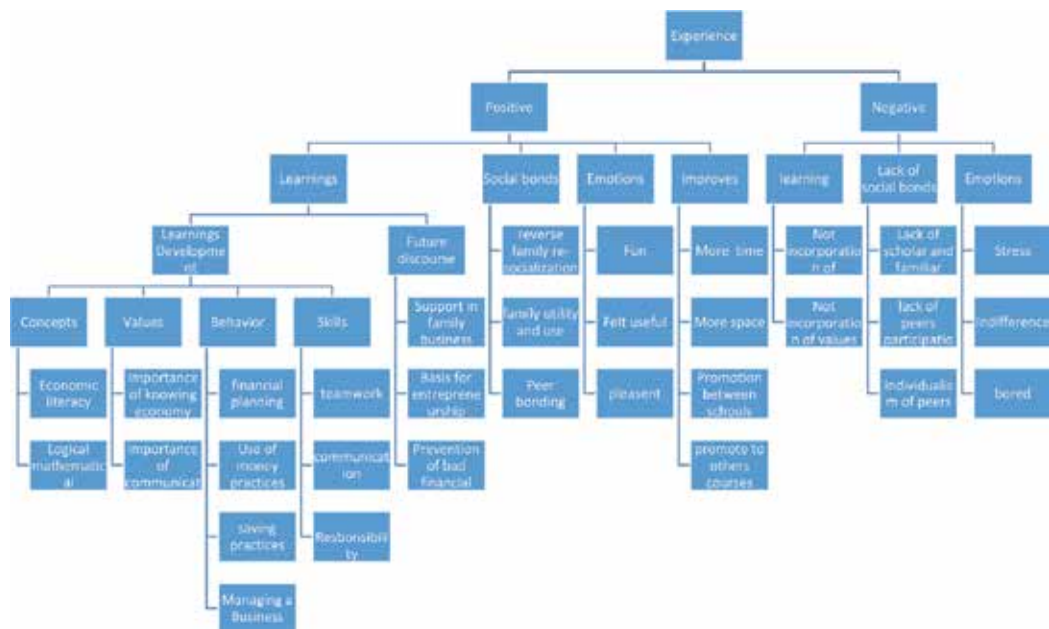 Experience
Positive
Negative
Learnings
Social bonds
Emotions
Improves
learning
Lack of
social bonds
Emotions
Learnings
Developmen
t
Future
discourse
reverse
family re-
socialization
Fun
More time
Not
incorporatio
n of
Lack of
scholar and
familiar
Stress
Concepts
Values
Behavior
Skills
Support in
family
business
family utility
and use
Felt useful
More space
Not
incorporatio
n of values
lack of
peers
participatio
Indifference
Economic
literacy
Importance
of knowing
economy
financial
planning
teamwork
Basis for
entreprene
urship
Peer
bonding
pleasent
Promotion
between
schools
Individualis
m of peers
bored
Logical
mathematic
al
Importance
of
communicat
Use of
money
practices
communicat
ion
Prevention
of bad
financial
promote to
others
courses
saving
practices
Responsibili
ty
Managing a
Business